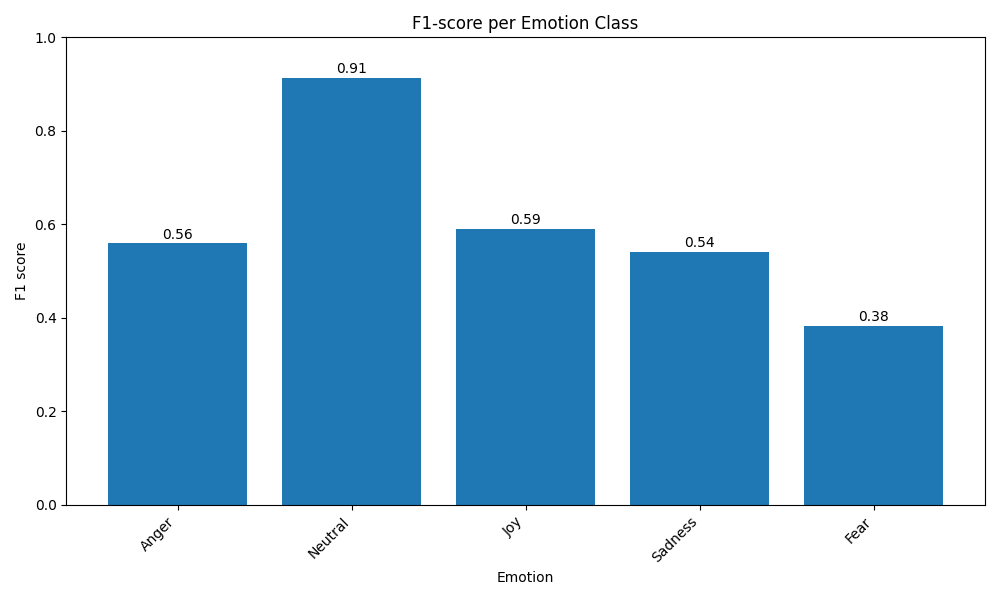 F1-score per Emotion Class
F1 score
1.0
0.8
0.6
0.4
0.2
0.0
0.56
0.91
0.59
0.54
0.38
Anger
Neutral
Joy
Sadness
Fear
Emotion